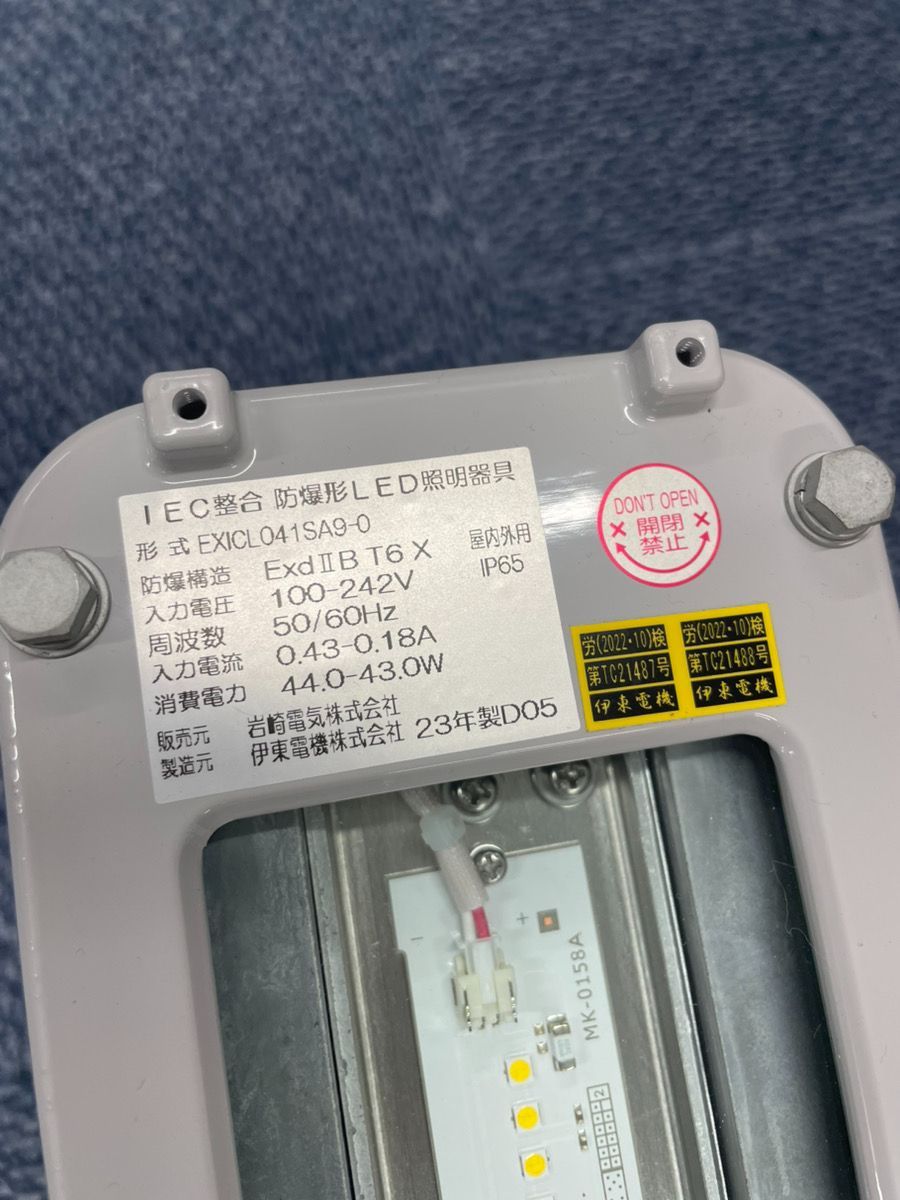 IEC整合 防爆形LED照明器具
形 式 EXICL041SA9-0
防爆構造 ExdⅡB T6 X 屋内外用
入力電圧 100-242V IP65
周波数 50/60Hz
入力電流 0.43-0.18A
消費電力 44.0-43.0W
販売元 岩崎電気株式会社
製造元 伊東電機株式会社 23年製D05
DON'T OPEN
× 開閉 ×
禁止
労(2022・10)検
第TC21487号
伊東電機
労(2022・10)検
第TC21488号
伊東電機
- +
MK-0158A
2